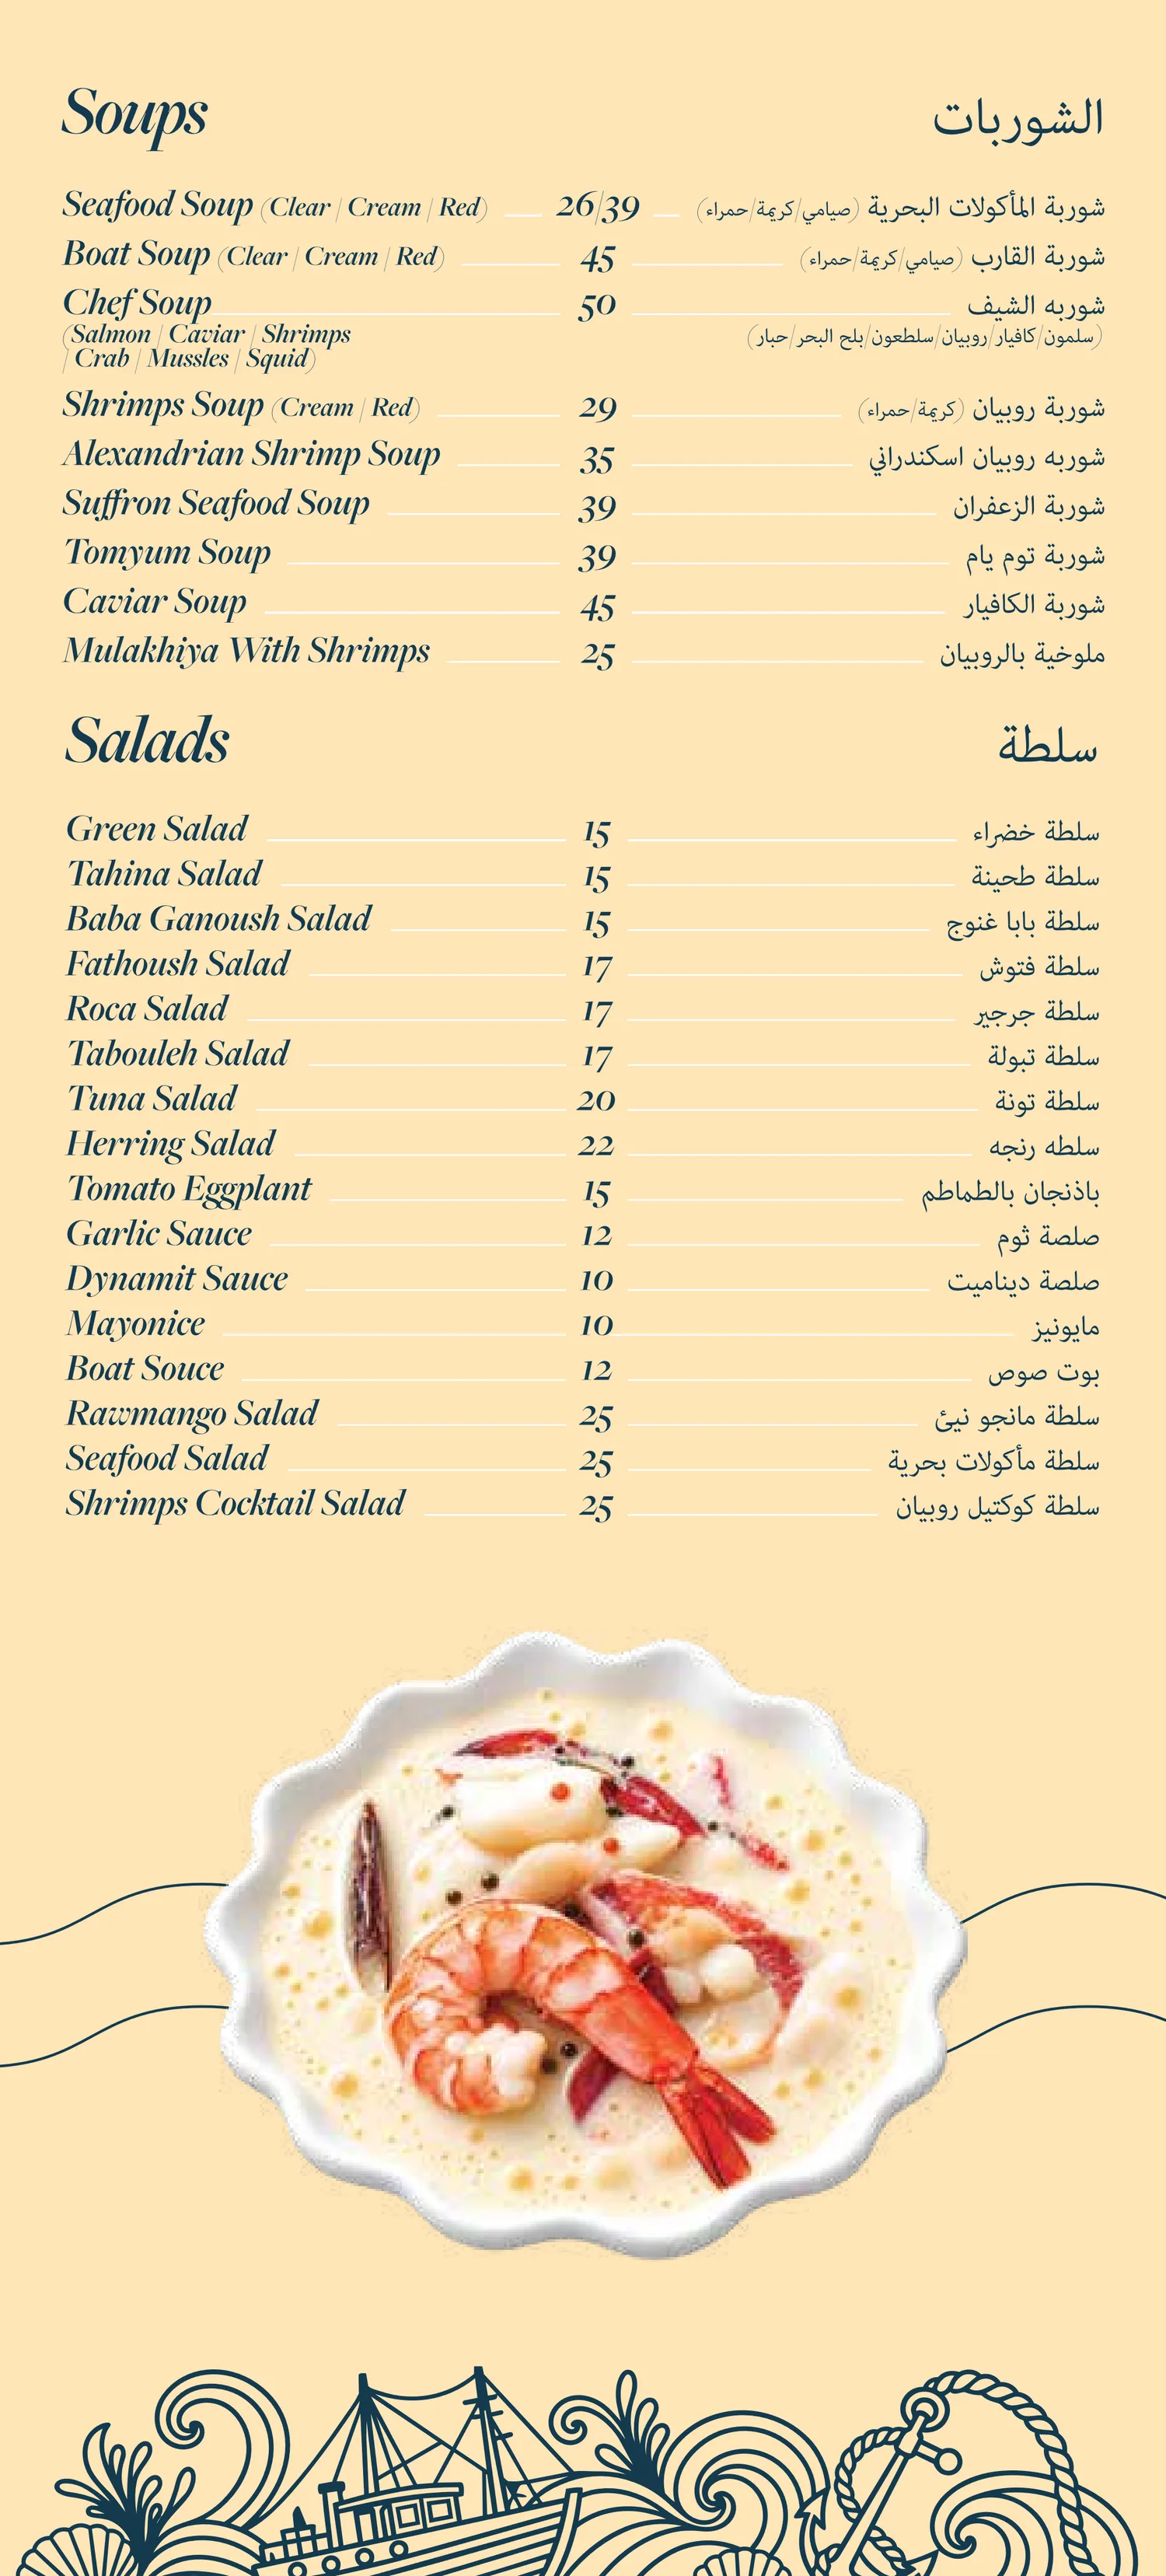 Soups الشوربات
Seafood Soup (Clear / Cream / Red) 26/39 شوربة المأكولات البحرية (صيامي/كريمة/حمراء)
Boat Soup (Clear / Cream / Red) 45 شوربة القارب (صيامي/كريمة/حمراء)
Chef Soup 50 شوربه الشيف
(Salmon / Caviar / Shrimps (سلمون/كافيار/روبيان/سلطعون/بلح البحر/حبار)
/ Crab / Mussles / Squid)
Shrimps Soup (Cream / Red) 29 شوربة روبيان (كريمة/حمراء)
Alexandrian Shrimp Soup 35 شوربه روبيان اسكندراني
Suffron Seafood Soup 39 شوربة الزعفران
Tomyum Soup 39 شوربة توم يام
Caviar Soup 45 شوربة الكافيار
Mulakhiya With Shrimps 25 ملوخية بالروبيان
Salads سلطة
Green Salad 15 سلطة خضراء
Tahina Salad 15 سلطة طحينة
Baba Ganoush Salad 15 سلطة بابا غنوج
Fathoush Salad 17 سلطة فتوش
Roca Salad 17 سلطة جرجير
Tabouleh Salad 17 سلطة تبولة
Tuna Salad 20 سلطة تونة
Herring Salad 22 سلطه رنجه
Tomato Eggplant 15 باذنجان بالطماطم
Garlic Sauce 12 صلصة ثوم
Dynamit Sauce 10 صلصة ديناميت
Mayonice 10 مايونيز
Boat Souce 12 بوت صوص
Rawmango Salad 25 سلطة مانجو نيئ
Seafood Salad 25 سلطة مأكولات بحرية
Shrimps Cocktail Salad 25 سلطة كوكتيل روبيان